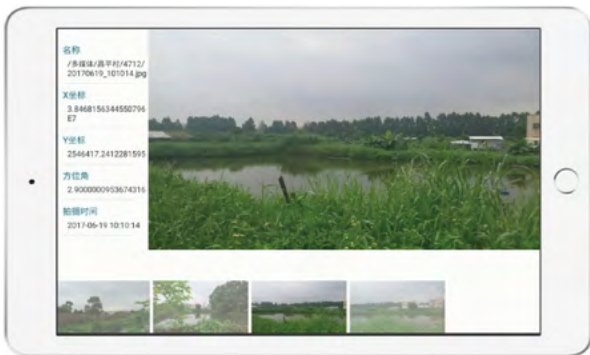 名称
/多媒体/昌平村/4712/
20170619_101014.jpg
X坐标
3.8468156344550796
E7
Y坐标
2546417.2412281595
方位角
2.9000000953674316
拍摄时间
2017-06-19 10:10:14